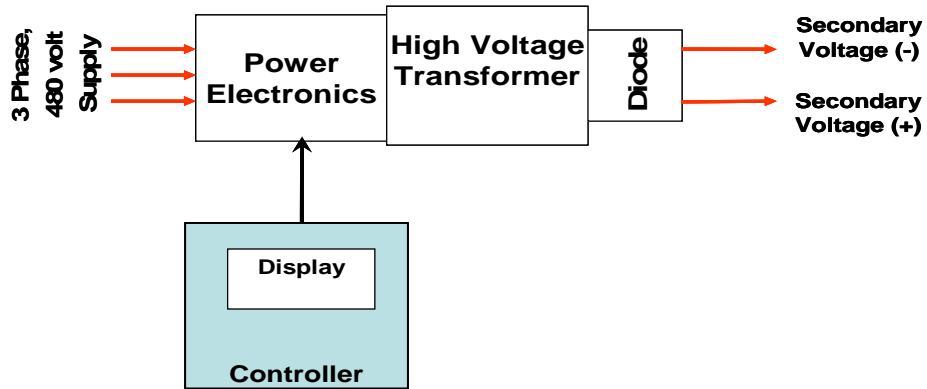 3 Phase,
480 volt
Supply
Power
Electronics
High Voltage
Transformer
Diode
Secondary
Voltage (-)
Secondary
Voltage (+)
Display
Controller